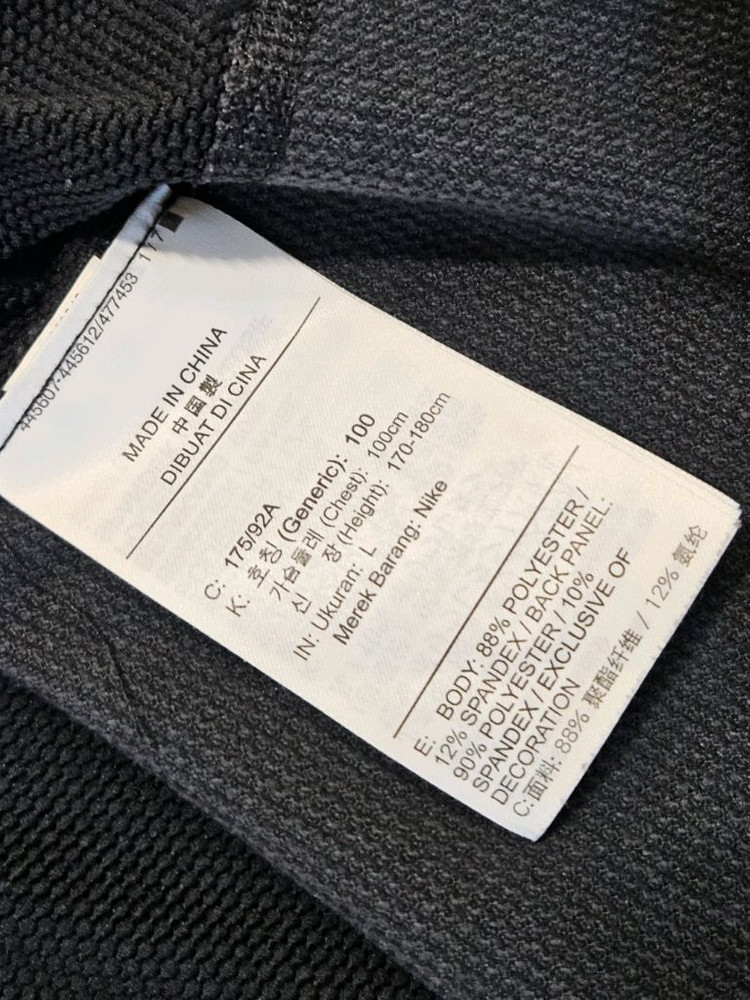 445607-445612/477453 117
MADE IN CHINA
中国製
DIBUAT DI CINA
C: 175/92A
K: 호칭 (Generic): 100
가슴둘레 (Chest): 100cm
신 장 (Height): 170-180cm
IN: Ukuran: L
Merek Barang: Nike
E: BODY: 88% POLYESTER /
12% SPANDEX / BACK PANEL:
90% POLYESTER / 10%
SPANDEX / EXCLUSIVE OF
DECORATION
C:面料: 88% 聚酯纤维 / 12% 氨纶